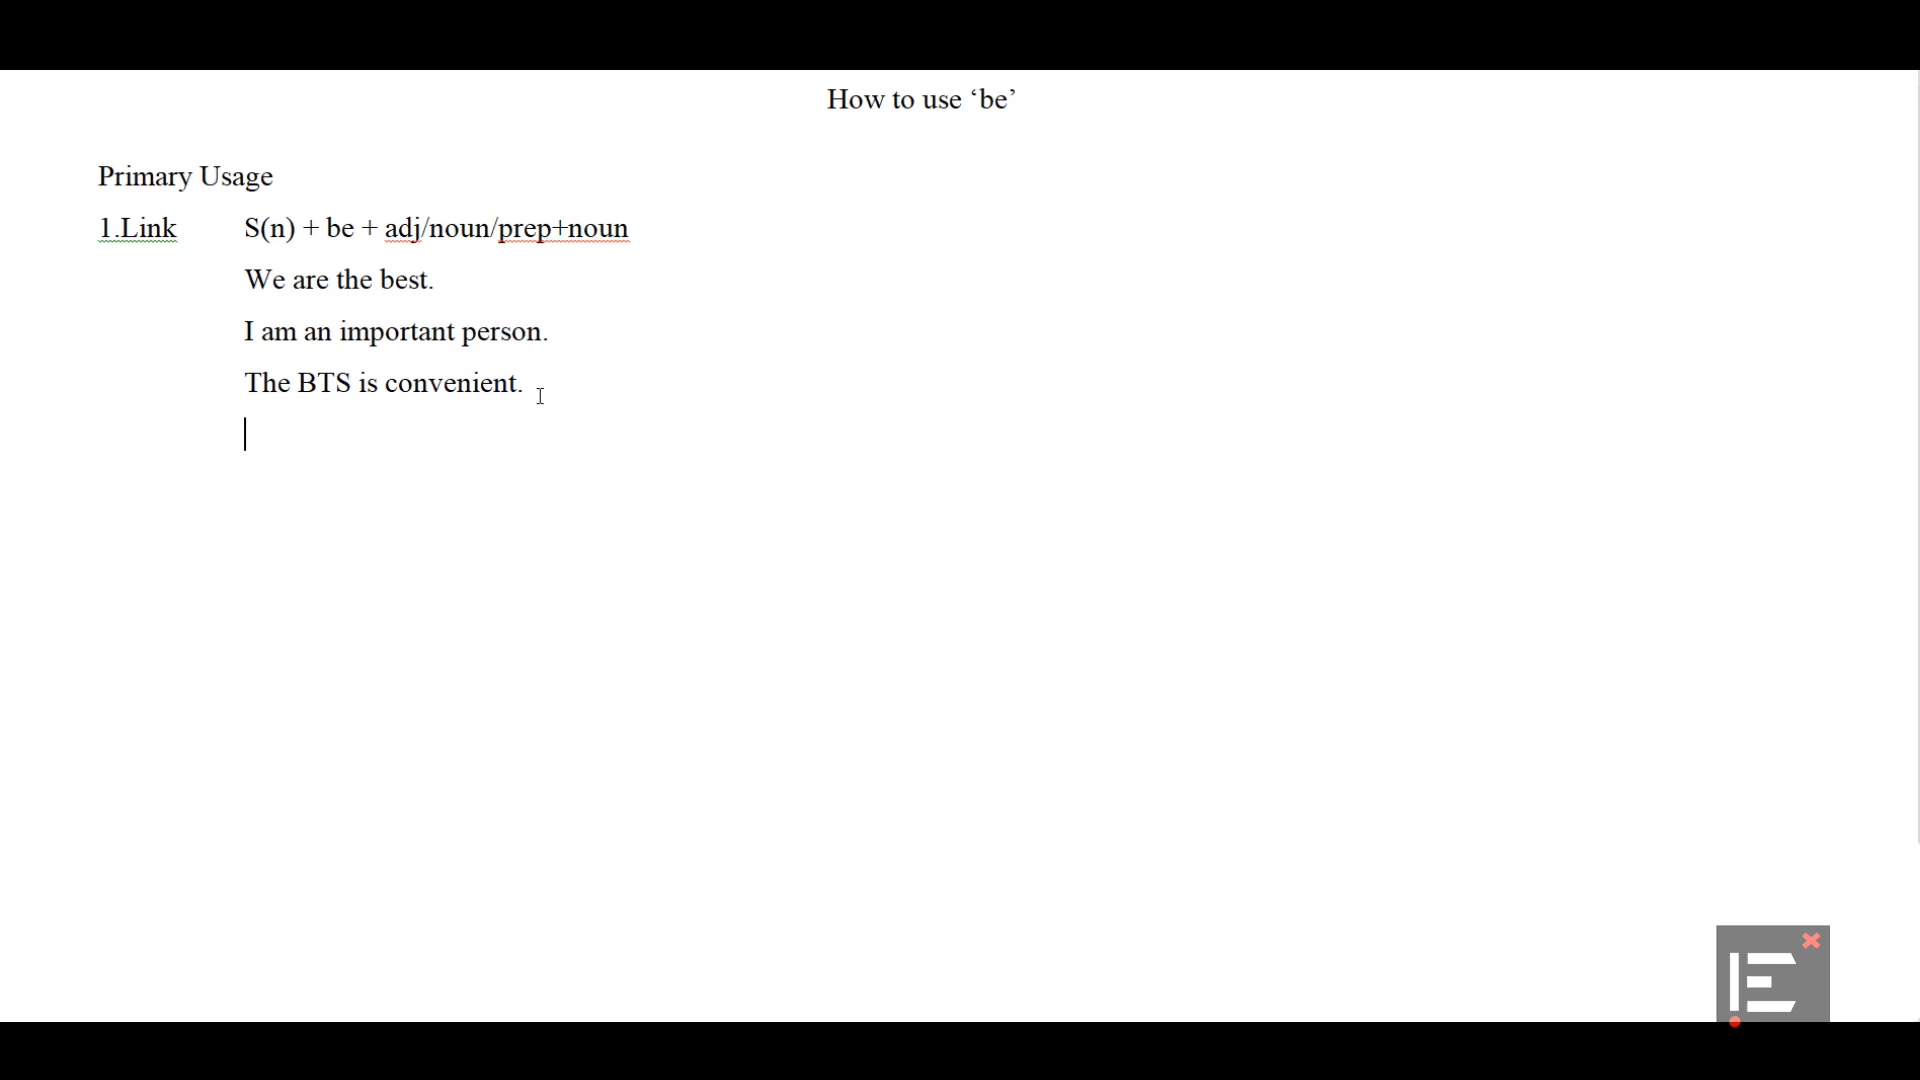 How to use ‘be’
Primary Usage
1.Link S(n) + be + adj/noun/prep+noun
We are the best.
I am an important person.
The BTS is convenient.